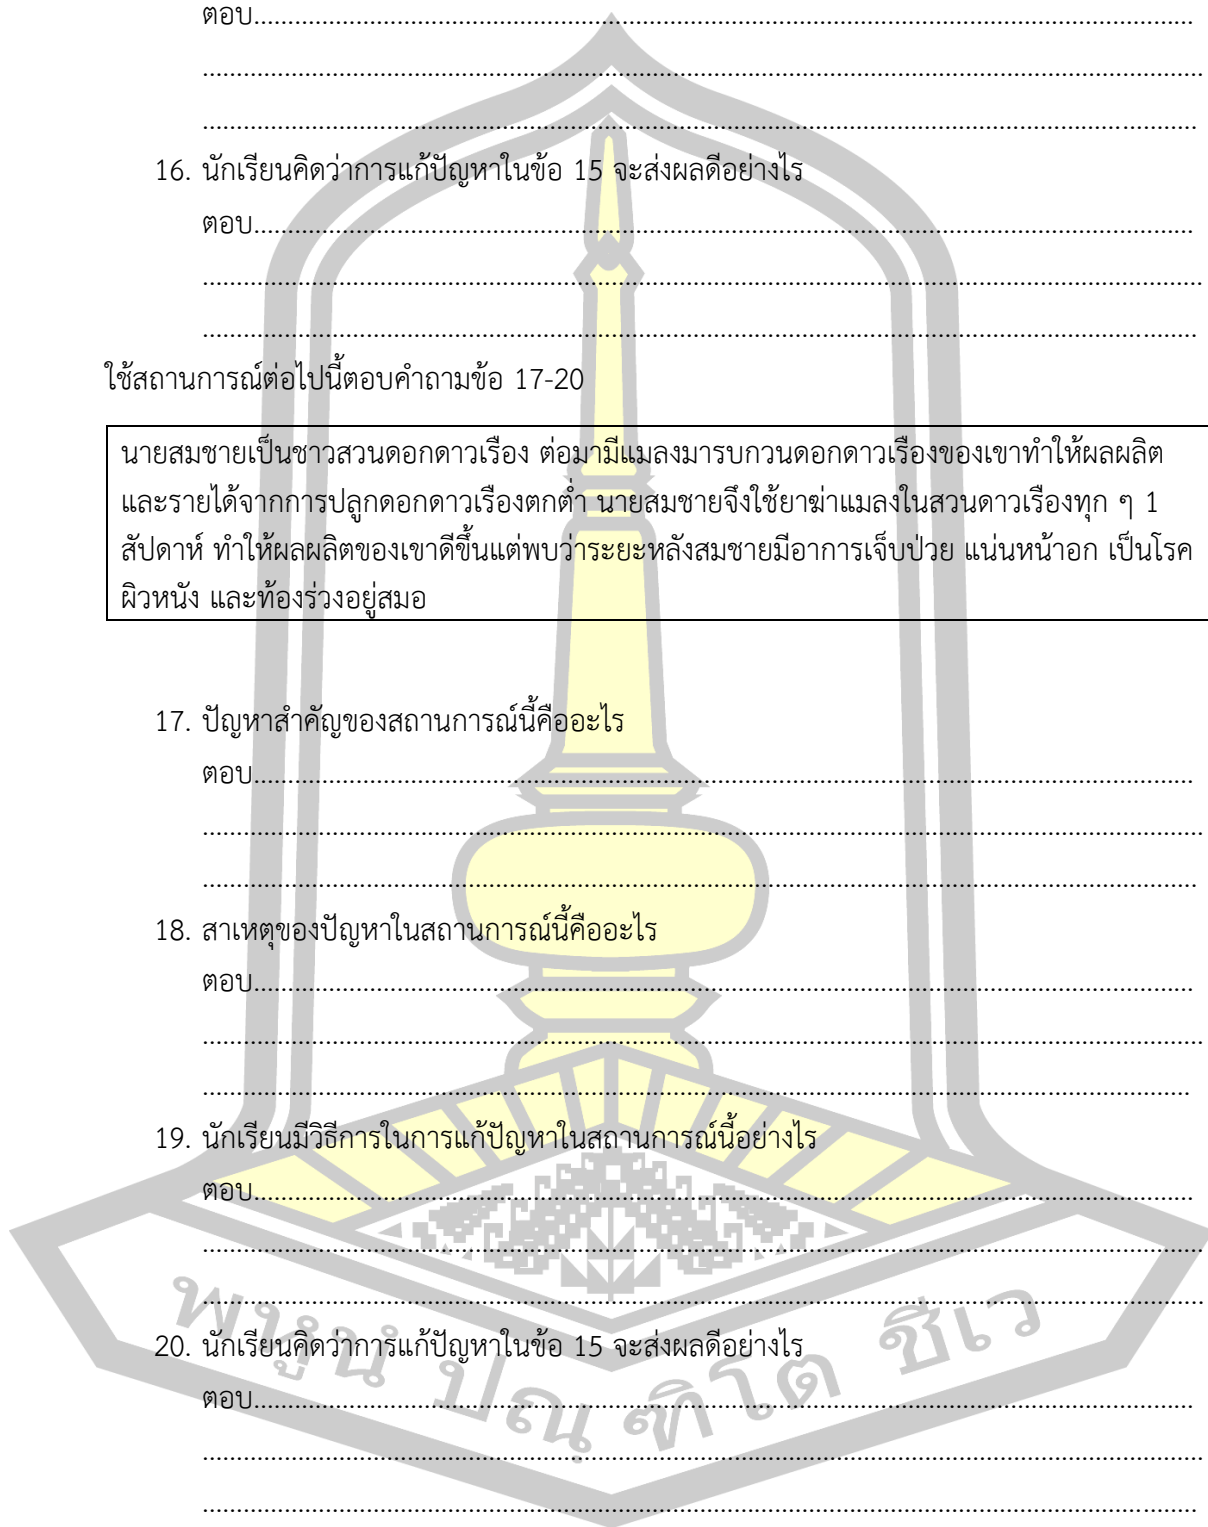 ตอบ..............................................................................................................................................
.......................................................................................................................................................
......................................................................................................................................................
16. นักเรียนคิดว่าการแก้ปัญหาในข้อ 15 จะส่งผลดีอย่างไร
ตอบ..............................................................................................................................................
.......................................................................................................................................................
......................................................................................................................................................
ใช้สถานการณ์ต่อไปนี้ตอบคำถามข้อ 17-20
นายสมชายเป็นชาวสวนดอกดาวเรือง ต่อมามีแมลงมารบกวนดอกดาวเรืองของเขาทำให้ผลผลิต
และรายได้จากการปลูกดอกดาวเรืองตกต่ำ นายสมชายจึงใช้ยาฆ่าแมลงในสวนดาวเรืองทุก ๆ 1
สัปดาห์ ทำให้ผลผลิตของเขาดีขึ้นแต่พบว่าระยะหลังสมชายมีอาการเจ็บป่วย แน่นหน้าอก เป็นโรค
ผิวหนัง และท้องร่วงอยู่สมอ
17. ปัญหาสำคัญของสถานการณ์นี้คืออะไร
ตอบ..............................................................................................................................................
.......................................................................................................................................................
......................................................................................................................................................
18. สาเหตุของปัญหาในสถานการณ์นี้คืออะไร
ตอบ..............................................................................................................................................
.......................................................................................................................................................
.....................................................................................................................................................
19. นักเรียนมีวิธีการในการแก้ปัญหาในสถานการณ์นี้อย่างไร
ตอบ..............................................................................................................................................
.......................................................................................................................................................
.......................................................................................................................................................
20. นักเรียนคิดว่าการแก้ปัญหาในข้อ 15 จะส่งผลดีอย่างไร
ตอบ..............................................................................................................................................
.......................................................................................................................................................
......................................................................................................................................................
พหูนํ ปณฺฑิโต ชีเว